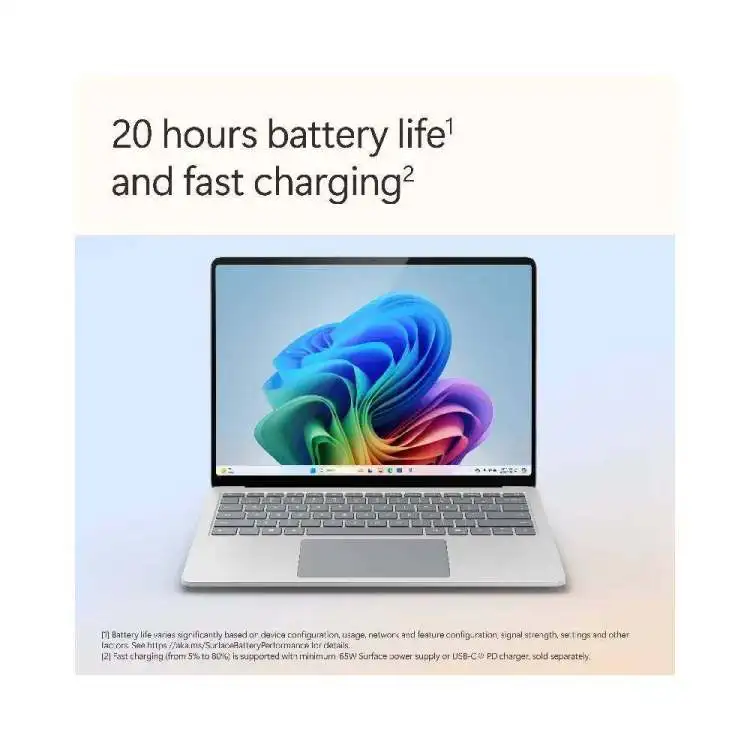 20 hours battery life¹
and fast charging²
[1] Battery life varies significantly based on device configuration, usage, network and feature configuration, signal strength, settings and other
factors. See https://aka.ms/SurfaceBatteryPerformance for details.
[2] Fast charging (from 5% to 80%) is supported with minimum 65W Surface power supply or USB-C® PD charger, sold separately.